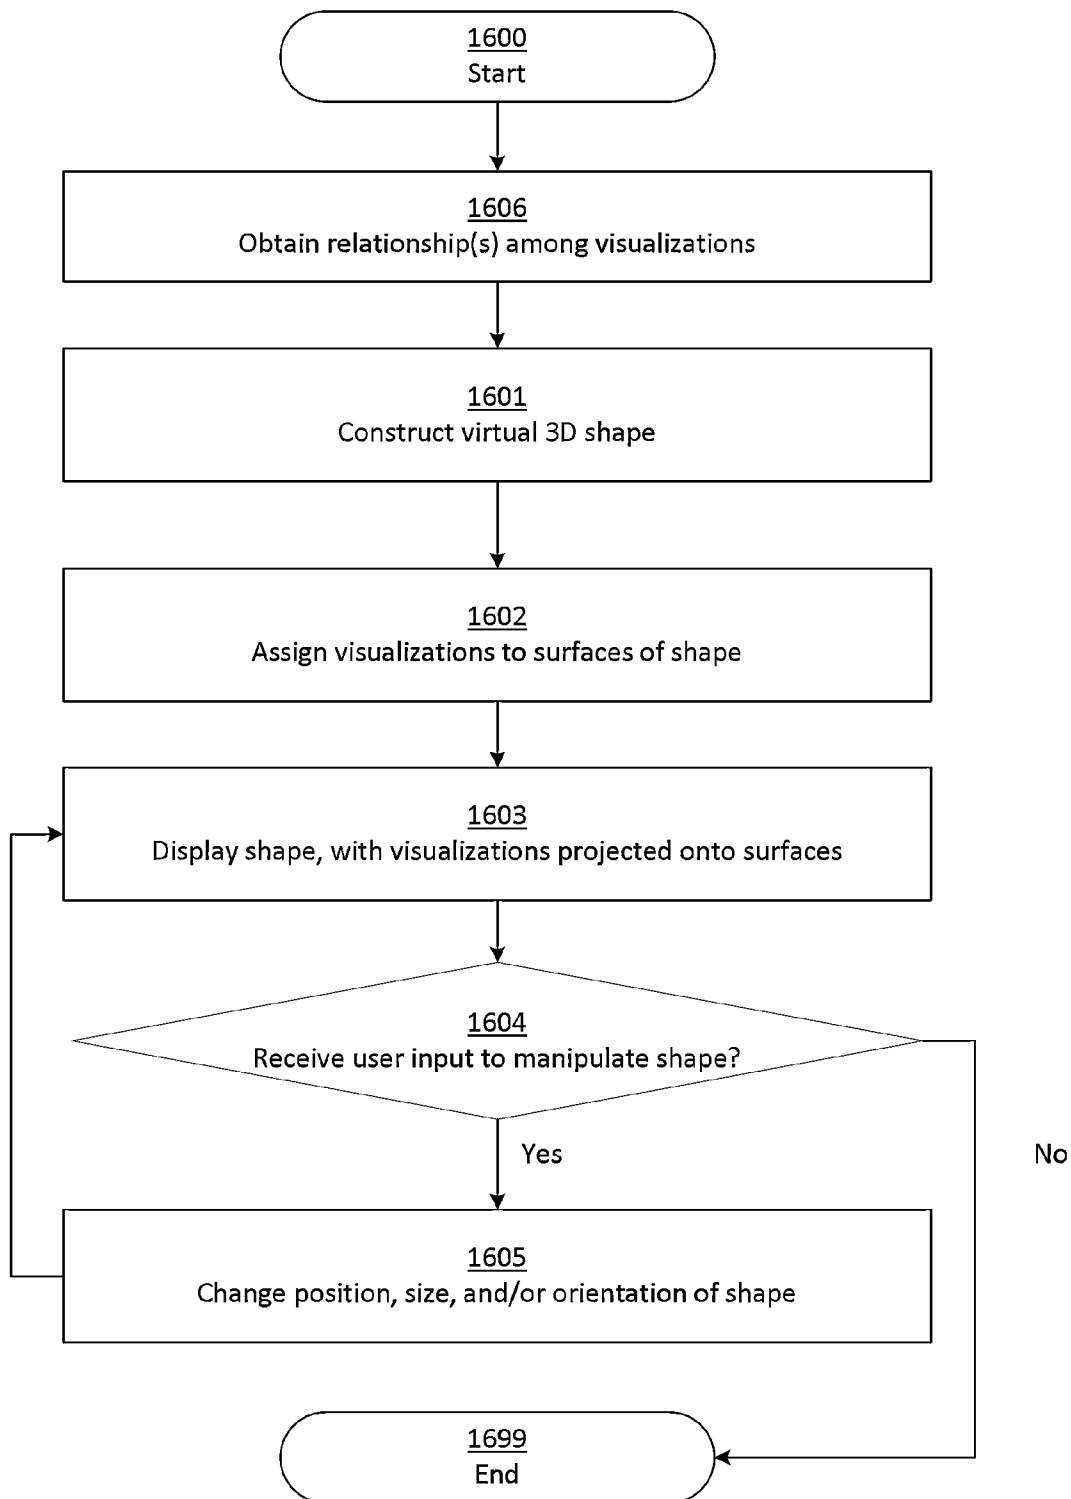 1600
Start
1606
Obtain relationship(s) among visualizations
1601
Construct virtual 3D shape
1602
Assign visualizations to surfaces of shape
1603
Display shape, with visualizations projected onto surfaces
1604
Receive user input to manipulate shape?
Yes
No
1605
Change position, size, and/or orientation of shape
1699
End